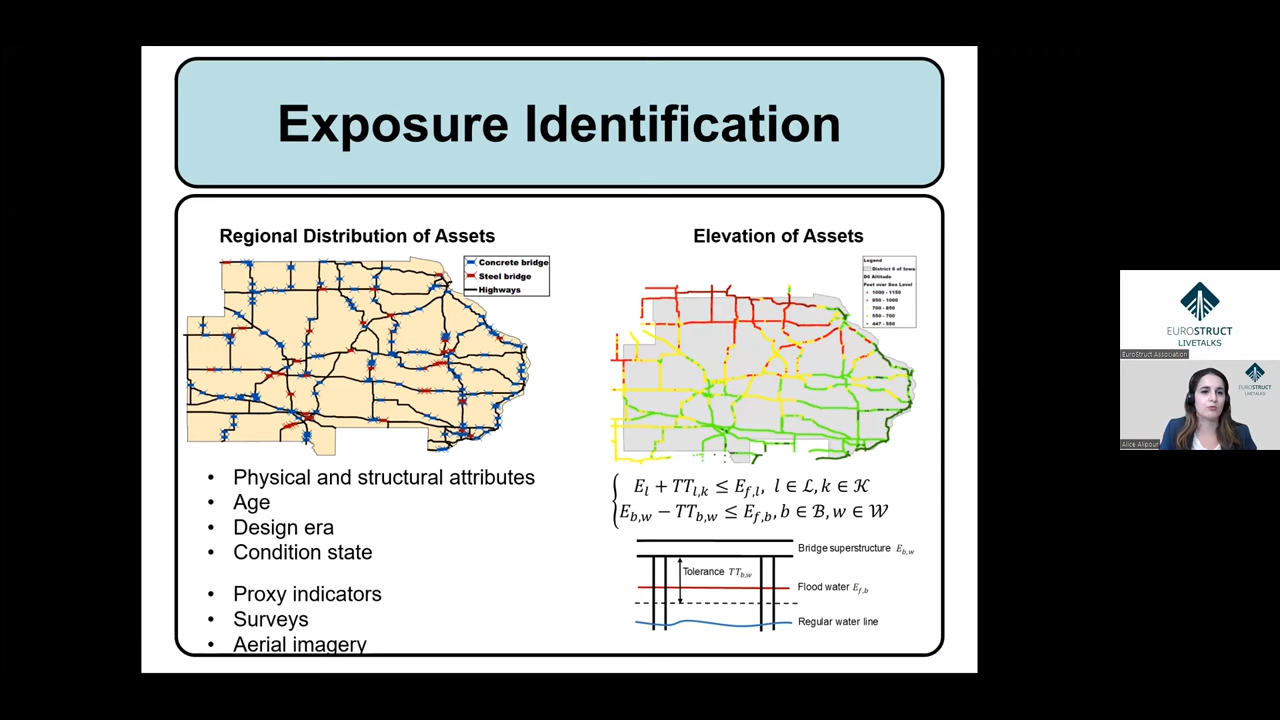 Exposure Identification
Regional Distribution of Assets
Concrete bridge
Steel bridge
Highways
Physical and structural attributes
Age
Design era
Condition state
Proxy indicators
Surveys
Aerial imagery
Elevation of Assets
Legend
District 6 of Iowa
D6 Altitude
Feet over Sea Level
1000 - 1150
850 - 1000
700 - 850
550 - 700
447 - 550
E_l + TT_{l,k} ≤ E_{f,l}, l ∈ ℒ, k ∈ 𝒦
E_{b,w} − TT_{b,w} ≤ E_{f,b}, b ∈ ℬ, w ∈ 𝒲
Bridge superstructure E_{b,w}
Tolerance TT_{b,w}
Flood water E_{f,b}
Regular water line
EUROSTRUCT
LIVETALKS
EuroStruct Association
EUROSTRUCT
LIVETALKS
Alice Alipour